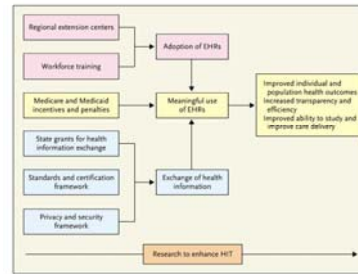 Regional extension centers
Adoption of EHRs
Workforce training
Medicare and Medicaid
incentives and penalties
Meaningful use
of EHRs
Improved individual and
population health outcomes
Increased transparency and
efficiency
Improved ability to study and
improve care delivery
State grants for health
information exchange
Standards and certification
framework
Exchange of health
information
Privacy and security
framework
Research to enhance HIT